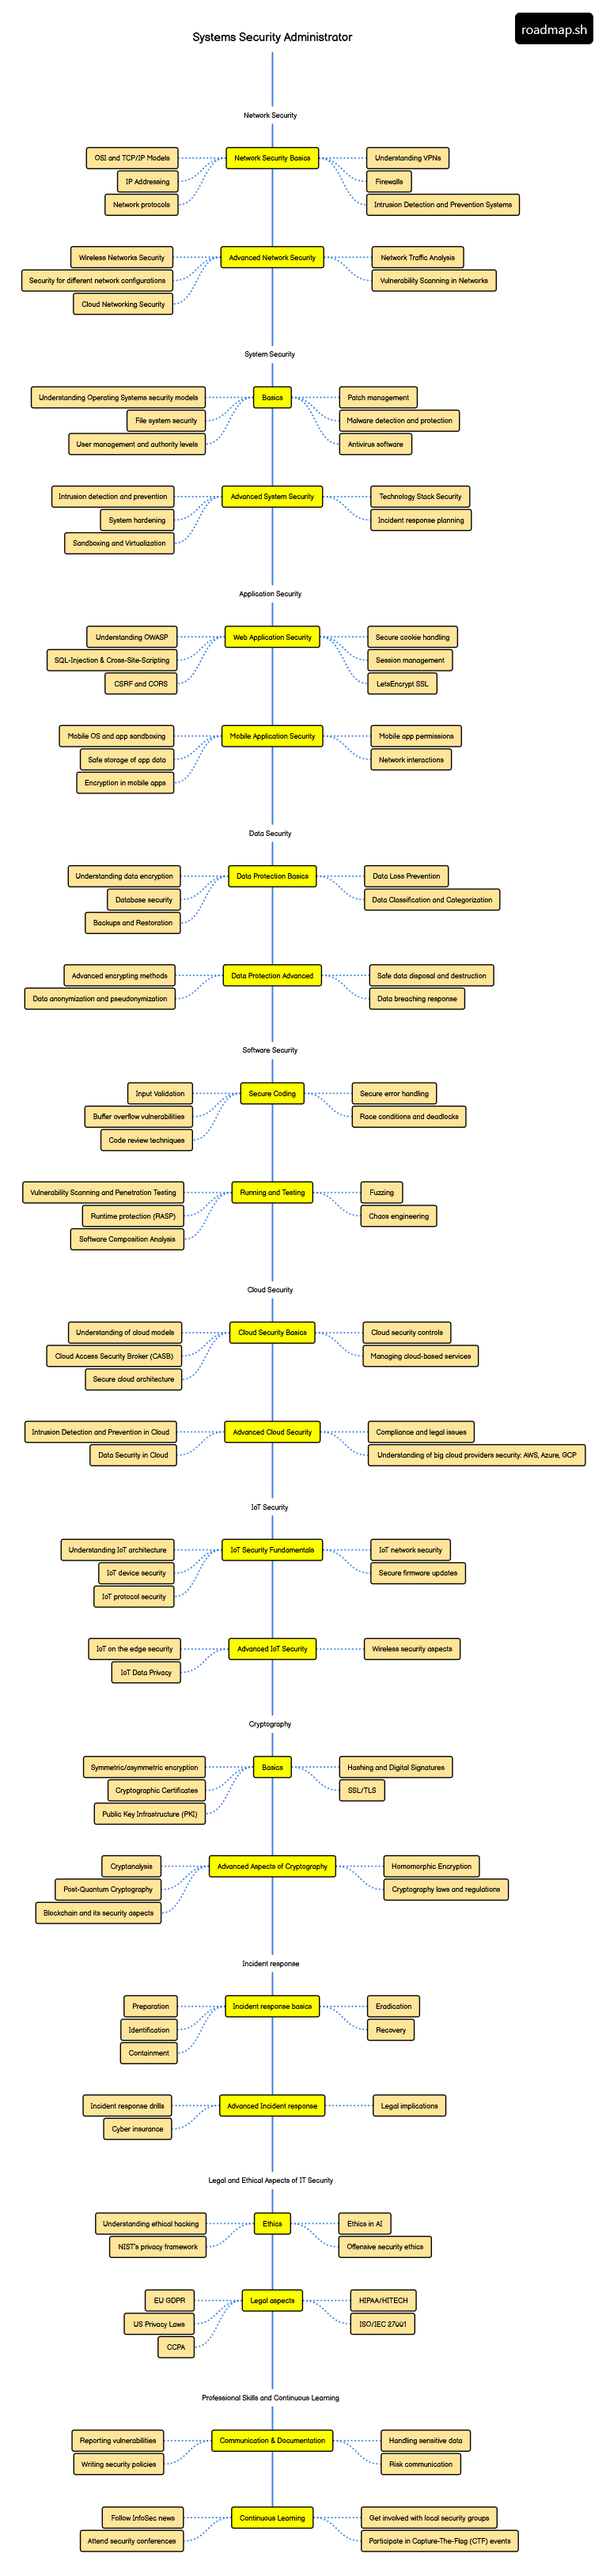 roadmap.sh
Systems Security Administrator
Network Security
OSI and TCP/IP Models
Network Security Basics
Understanding VPNs
IP Addressing
Firewalls
Network protocols
Intrusion Detection and Prevention Systems
Wireless Networks Security
Advanced Network Security
Network Traffic Analysis
Security for different network configurations
Vulnerability Scanning in Networks
Cloud Networking Security
System Security
Understanding Operating Systems security models
Basics
Patch management
File system security
Malware detection and protection
User management and authority levels
Antivirus software
Intrusion detection and prevention
Advanced System Security
Technology Stack Security
System hardening
Incident response planning
Sandboxing and Virtualization
Application Security
Understanding OWASP
Web Application Security
Secure cookie handling
SQL-Injection & Cross-Site-Scripting
Session management
CSRF and CORS
LetsEncrypt SSL
Mobile OS and app sandboxing
Mobile Application Security
Mobile app permissions
Safe storage of app data
Network interactions
Encryption in mobile apps
Data Security
Understanding data encryption
Data Protection Basics
Data Loss Prevention
Database security
Data Classification and Categorization
Backups and Restoration
Advanced encrypting methods
Data Protection Advanced
Safe data disposal and destruction
Data anonymization and pseudonymization
Data breaching response
Software Security
Input Validation
Secure Coding
Secure error handling
Buffer overflow vulnerabilities
Race conditions and deadlocks
Code review techniques
Vulnerability Scanning and Penetration Testing
Running and Testing
Fuzzing
Runtime protection (RASP)
Chaos engineering
Software Composition Analysis
Cloud Security
Understanding of cloud models
Cloud Security Basics
Cloud security controls
Cloud Access Security Broker (CASB)
Managing cloud-based services
Secure cloud architecture
Intrusion Detection and Prevention in Cloud
Advanced Cloud Security
Compliance and legal issues
Data Security in Cloud
Understanding of big cloud providers security: AWS, Azure, GCP
IoT Security
Understanding IoT architecture
IoT Security Fundamentals
IoT network security
IoT device security
Secure firmware updates
IoT protocol security
IoT on the edge security
Advanced IoT Security
Wireless security aspects
IoT Data Privacy
Cryptography
Symmetric/asymmetric encryption
Basics
Hashing and Digital Signatures
Cryptographic Certificates
SSL/TLS
Public Key Infrastructure (PKI)
Cryptanalysis
Advanced Aspects of Cryptography
Homomorphic Encryption
Post-Quantum Cryptography
Cryptography laws and regulations
Blockchain and its security aspects
Incident response
Preparation
Incident response basics
Eradication
Identification
Recovery
Containment
Incident response drills
Advanced Incident response
Legal implications
Cyber insurance
Legal and Ethical Aspects of IT Security
Understanding ethical hacking
Ethics
Ethics in AI
NIST's privacy framework
Offensive security ethics
EU GDPR
Legal aspects
HIPAA/HITECH
US Privacy Laws
ISO/IEC 27001
CCPA
Professional Skills and Continuous Learning
Reporting vulnerabilities
Communication & Documentation
Handling sensitive data
Writing security policies
Risk communication
Follow InfoSec news
Continuous Learning
Get involved with local security groups
Attend security conferences
Participate in Capture-The-Flag (CTF) events